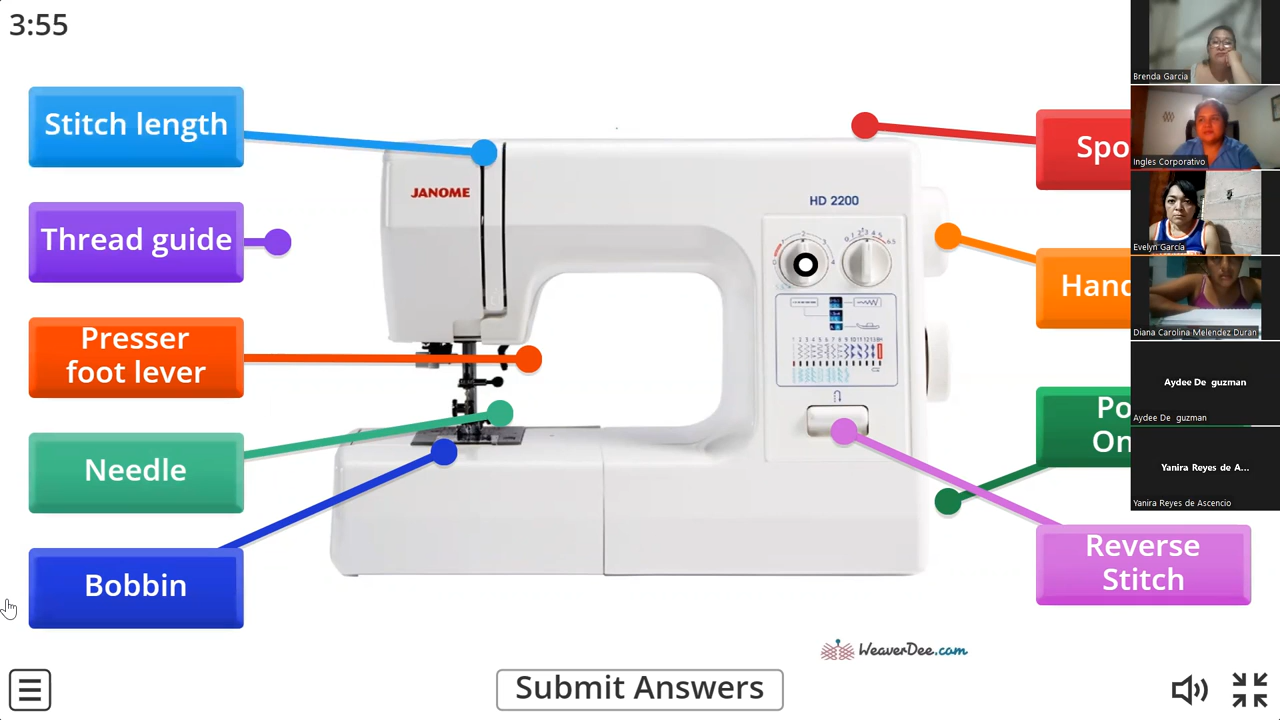 3:55
Stitch length
Thread guide
Presser
foot lever
Needle
Bobbin
JANOME
HD 2200
Spo
Hand
Po
On
Reverse
Stitch
WeaverDee.com
Submit Answers
Brenda Garcia
Ingles Corporativo
Evelyn García
Diana Carolina Melendez Duran
Aydee De guzman
Aydee De guzman
Yanira Reyes de A...
Yanira Reyes de Ascencio